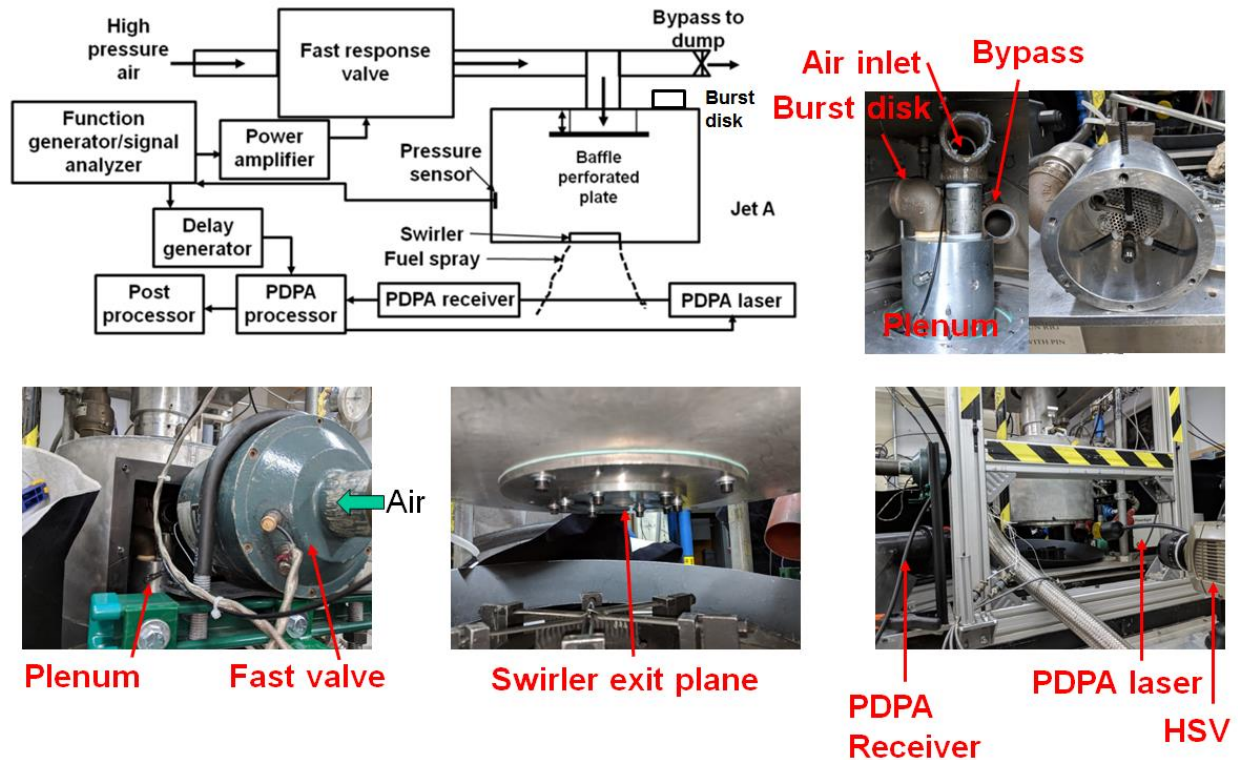 High
pressure
air
Fast response
valve
Bypass to
dump
Burst
disk
Function
generator/signal
analyzer
Power
amplifier
Pressure
sensor
Baffle
perforated
plate
Jet A
Delay
generator
Swirler
Fuel spray
Post
processor
PDPA
processor
PDPA receiver
PDPA laser
Air inlet
Bypass
Burst disk
Plenum
WITH PIN
Air
Plenum
Fast valve
Swirler exit plane
PDPA
Receiver
PDPA laser
HSV